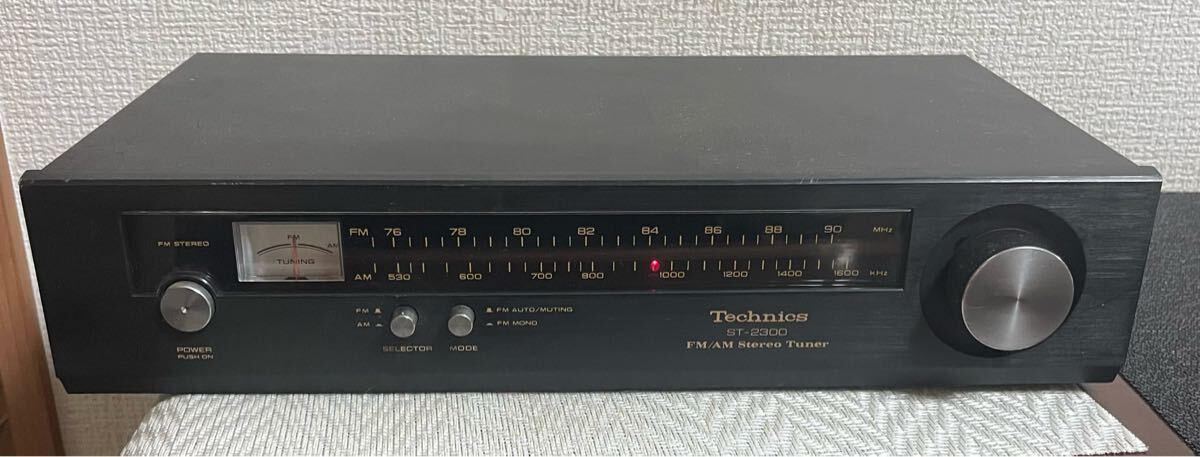 FM STEREO
FM
AM
TUNING
FM 76 78 80 82 84 86 88 90 MHz
AM 530 600 700 800 1000 1200 1400 1600 kHz
POWER
PUSH ON
FM
AM
SELECTOR
MODE
FM AUTO/MUTING
FM MONO
Technics
ST-2300
FM/AM Stereo Tuner